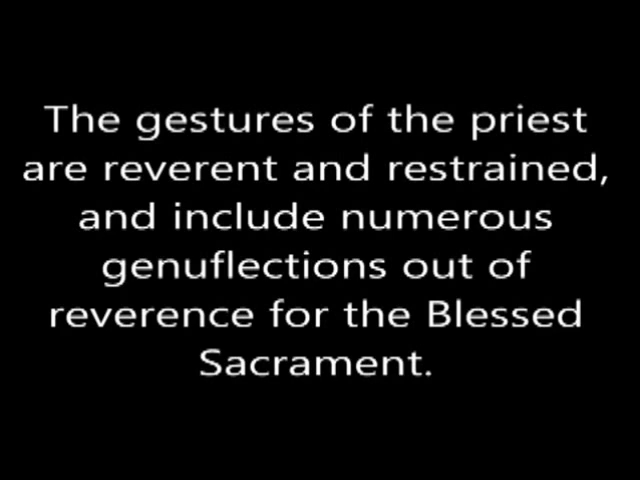 The gestures of the priest
are reverent and restrained,
and include numerous
genuflections out of
reverence for the Blessed
Sacrament.